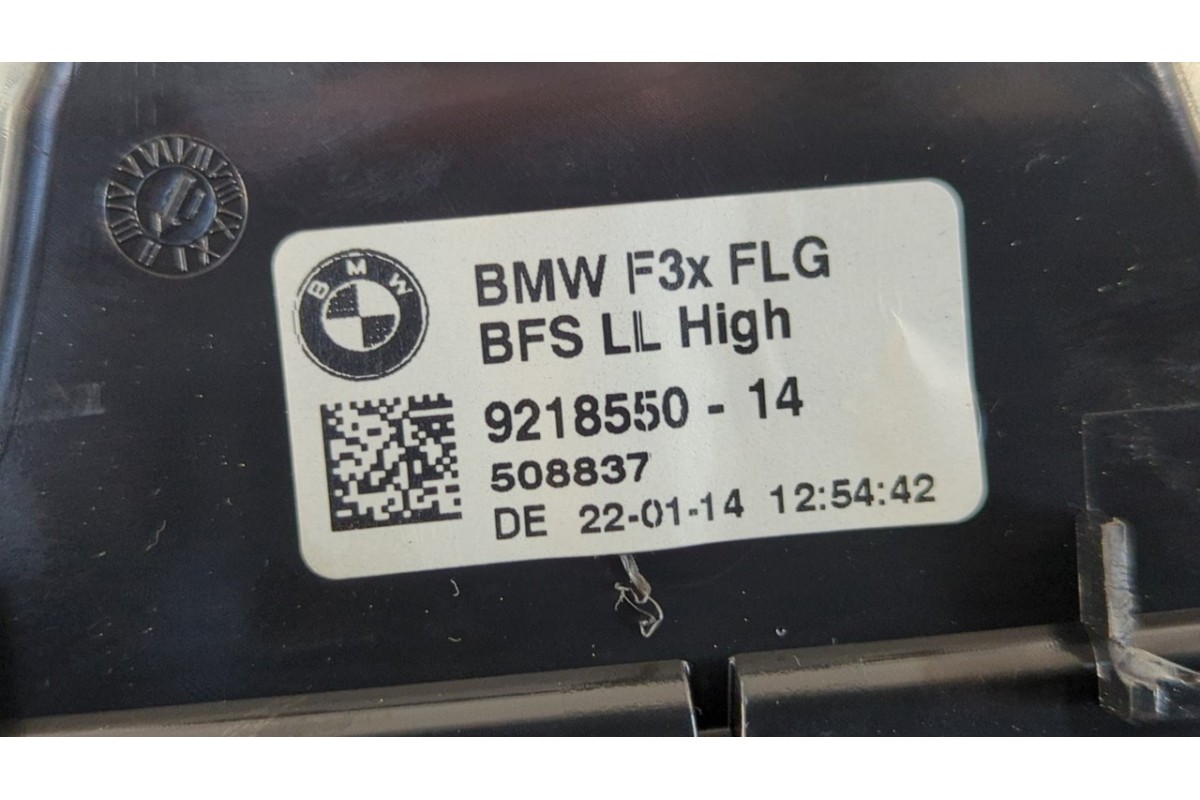 BMW
BMW F3x FLG
BFS LL High
9218550 - 14
508837
DE 22-01-14 12:54:42